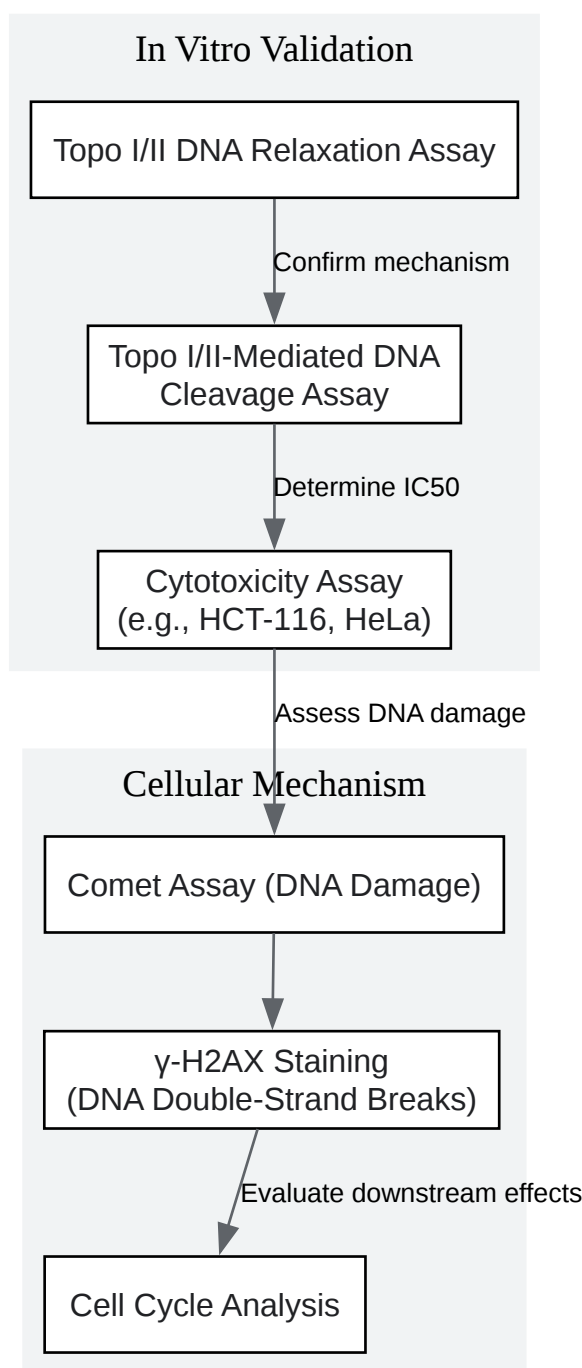 In Vitro Validation
Topo I/II DNA Relaxation Assay
Confirm mechanism
Topo I/II-Mediated DNA
Cleavage Assay
Determine IC50
Cytotoxicity Assay
(e.g., HCT-116, HeLa)
Assess DNA damage
Cellular Mechanism
Comet Assay (DNA Damage)
γ-H2AX Staining
(DNA Double-Strand Breaks)
Evaluate downstream effects
Cell Cycle Analysis